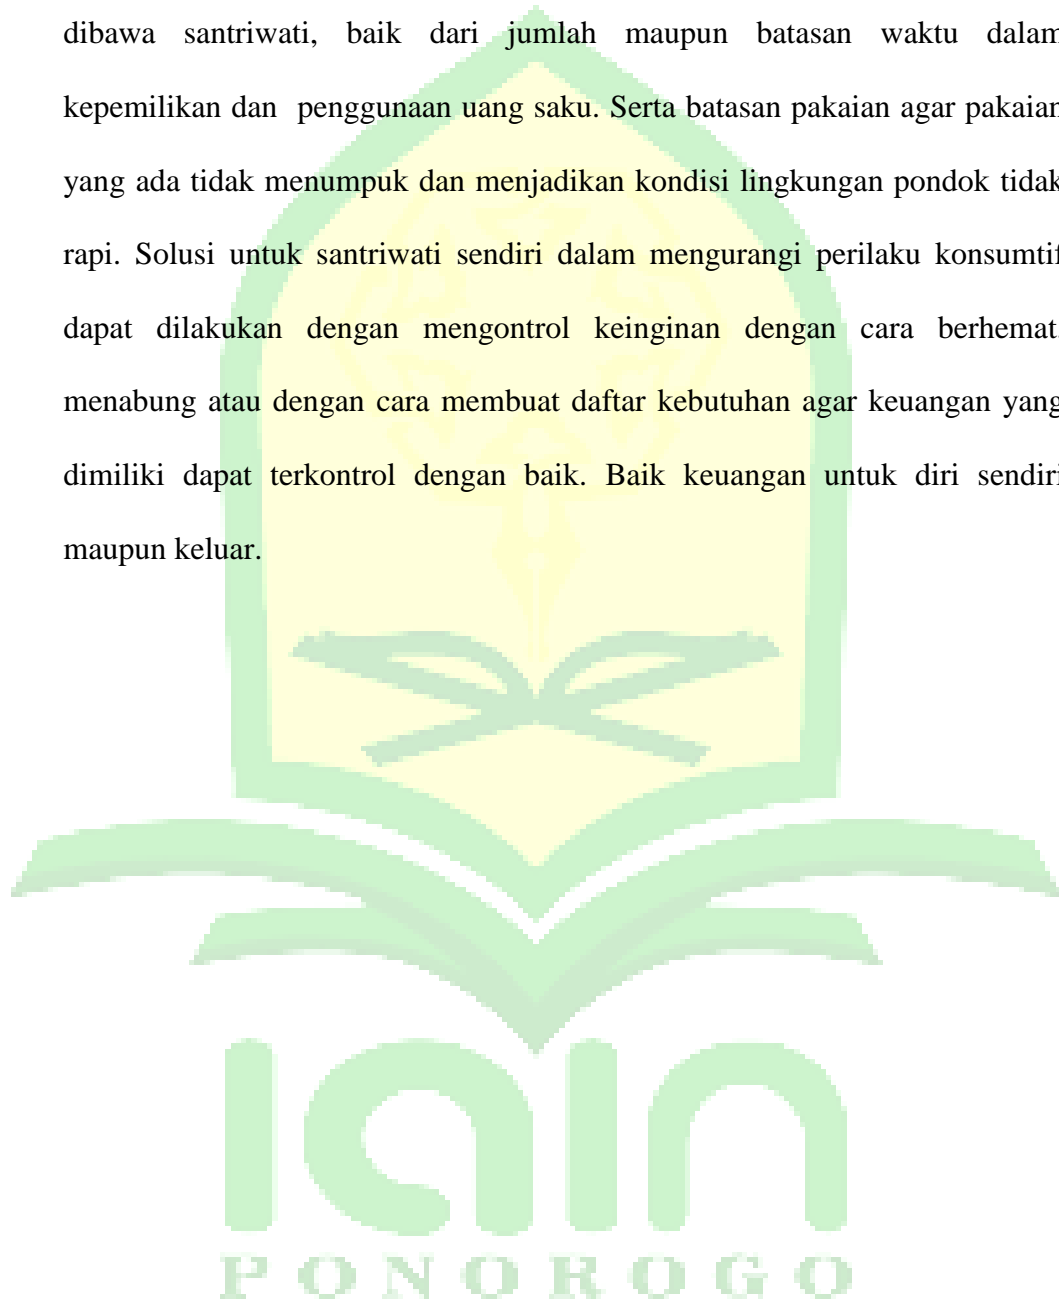 dibawa santriwati, baik dari jumlah maupun batasan waktu dalam
kepemilikan dan penggunaan uang saku. Serta batasan pakaian agar pakaian
yang ada tidak menumpuk dan menjadikan kondisi lingkungan pondok tidak
rapi. Solusi untuk santriwati sendiri dalam mengurangi perilaku konsumtif
dapat dilakukan dengan mengontrol keinginan dengan cara berhemat,
menabung atau dengan cara membuat daftar kebutuhan agar keuangan yang
dimiliki dapat terkontrol dengan baik. Baik keuangan untuk diri sendiri
maupun keluar.
iain
PONOROGO